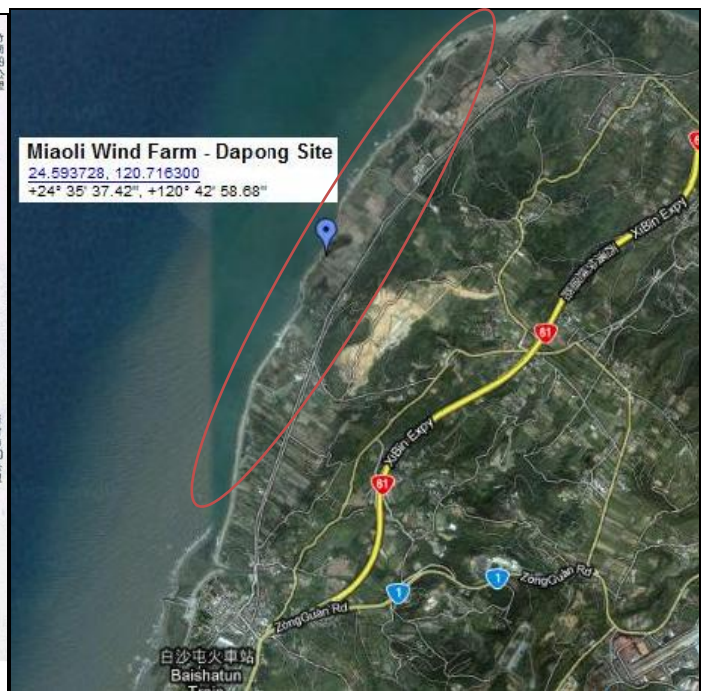 Miaoli Wind Farm - Dapong Site
24.593728, 120.716300
+24° 35' 37.42", +120° 42' 58.68"
61
XiBin Expy
61
XiBin Expy
61
1
1
ZongGuan Rd
ZongGuan Rd
白沙屯火車站
Baishatun
Train